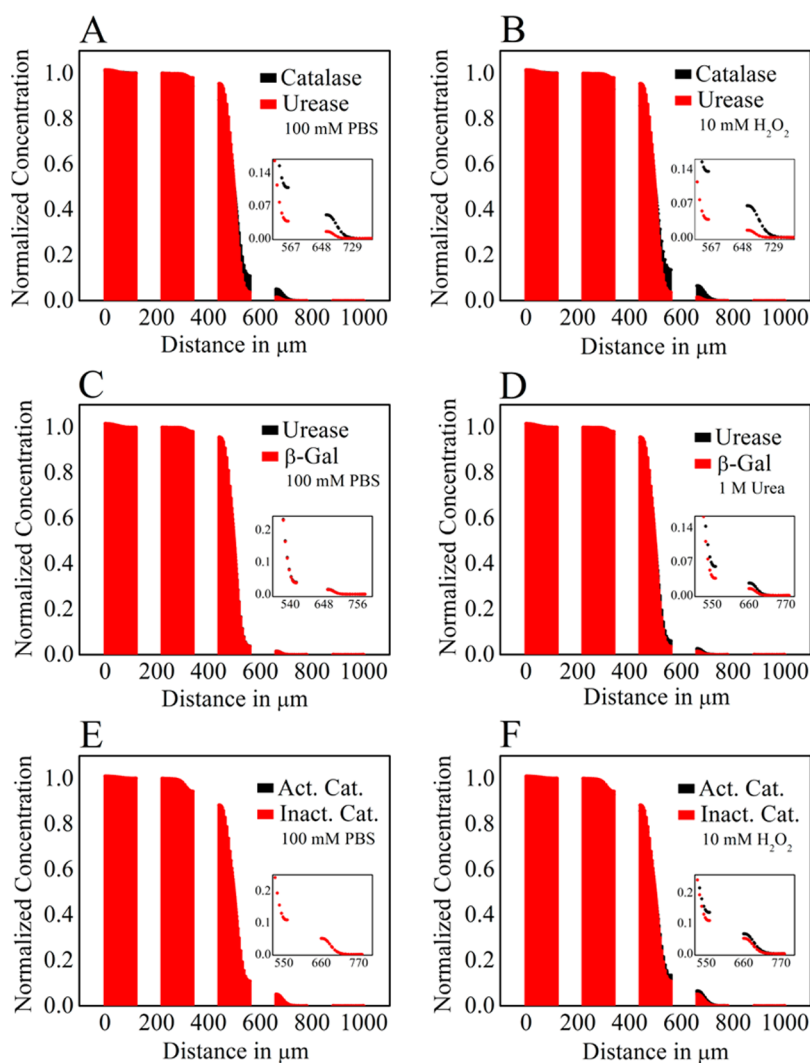 A
Normalized Concentration
1.0
0.8
0.6
0.4
0.2
0.0
Catalase
Urease
100 mM PBS
0.14
0.07
0.00
567 648 729
0 200 400 600 800 1000
Distance in μm
B
Normalized Concentration
1.0
0.8
0.6
0.4
0.2
0.0
Catalase
Urease
10 mM H₂O₂
0.14
0.07
0.00
567 648 729
0 200 400 600 800 1000
Distance in μm
C
Normalized Concentration
1.0
0.8
0.6
0.4
0.2
0.0
Urease
β-Gal
100 mM PBS
0.2
0.1
0.0
540 648 756
0 200 400 600 800 1000
Distance in μm
D
Normalized Concentration
1.0
0.8
0.6
0.4
0.2
0.0
Urease
β-Gal
1 M Urea
0.14
0.07
0.00
550 660 770
0 200 400 600 800 1000
Distance in μm
E
Normalized Concentration
1.0
0.8
0.6
0.4
0.2
0.0
Act. Cat.
Inact. Cat.
100 mM PBS
0.2
0.1
0.0
550 660 770
0 200 400 600 800 1000
Distance in μm
F
Normalized Concentration
1.0
0.8
0.6
0.4
0.2
0.0
Act. Cat.
Inact. Cat.
10 mM H₂O₂
0.2
0.1
0.0
550 660 770
0 200 400 600 800 1000
Distance in μm